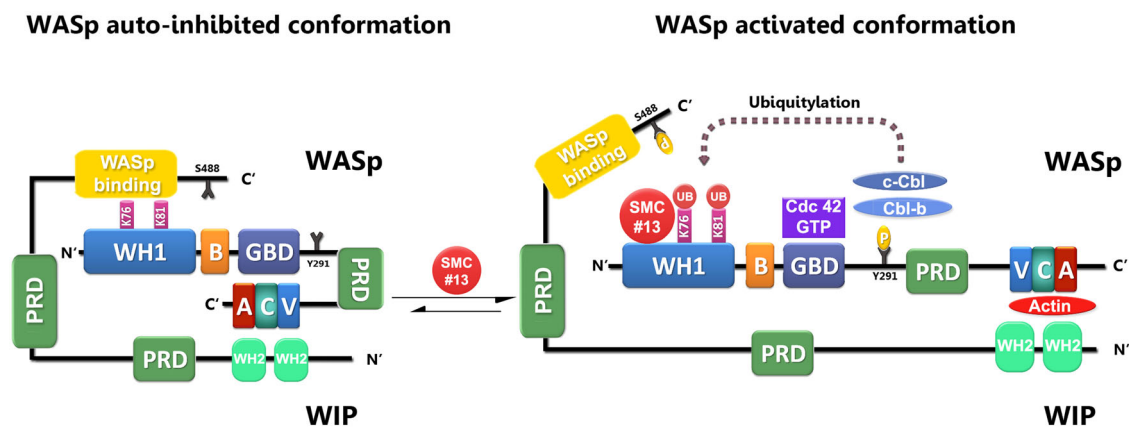 WASp auto-inhibited conformation
WASp
binding
S488
C'
WASp
K76
K81
N'
WH1
B
GBD
Y291
PRD
PRD
C'
A
C
V
PRD
WH2
WH2
N'
WIP
SMC
#13
WASp activated conformation
WASp
binding
S488
C'
P
Ubiquitylation
WASp
c-Cbl
Cbl-b
SMC
#13
UB
UB
K76
K81
Cdc 42
GTP
P
N'
WH1
B
GBD
Y291
PRD
V
C
A
C'
Actin
PRD
PRD
WH2
WH2
N'
WIP